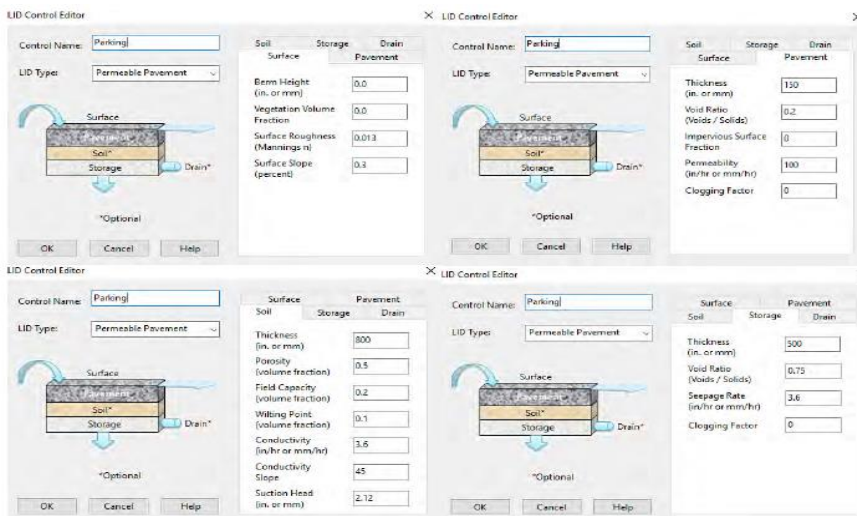 LID Control Editor
Control Name: Parking
LID Type: Permeable Pavement
Surface
Pavement
Soil*
Storage
Drain*
*Optional
OK Cancel Help
Soil Storage Drain
Surface Pavement
Berm Height
(in. or mm) 0.0
Vegetation Volume
Fraction 0.0
Surface Roughness
(Mannings n) 0.013
Surface Slope
(percent) 0.3
LID Control Editor
Control Name: Parking
LID Type: Permeable Pavement
Surface
Pavement
Soil*
Storage
Drain*
*Optional
OK Cancel Help
Soil Storage Drain
Surface Pavement
Thickness
(in. or mm) 150
Void Ratio
(Voids / Solids) 0.2
Impervious Surface
Fraction 0
Permeability
(in/hr or mm/hr) 100
Clogging Factor 0
LID Control Editor
Control Name: Parking
LID Type: Permeable Pavement
Surface
Pavement
Soil*
Storage
Drain*
*Optional
OK Cancel Help
Surface Pavement
Soil Storage Drain
Thickness
(in. or mm) 800
Porosity
(volume fraction) 0.5
Field Capacity
(volume fraction) 0.2
Wilting Point
(volume fraction) 0.1
Conductivity
(in/hr or mm/hr) 3.6
Conductivity
Slope 45
Suction Head
(in. or mm) 2.12
LID Control Editor
Control Name: Parking
LID Type: Permeable Pavement
Surface
Pavement
Soil*
Storage
Drain*
*Optional
OK Cancel Help
Surface Pavement
Soil Storage Drain
Thickness
(in. or mm) 500
Void Ratio
(Voids / Solids) 0.75
Seepage Rate
(in/hr or mm/hr) 3.6
Clogging Factor 0